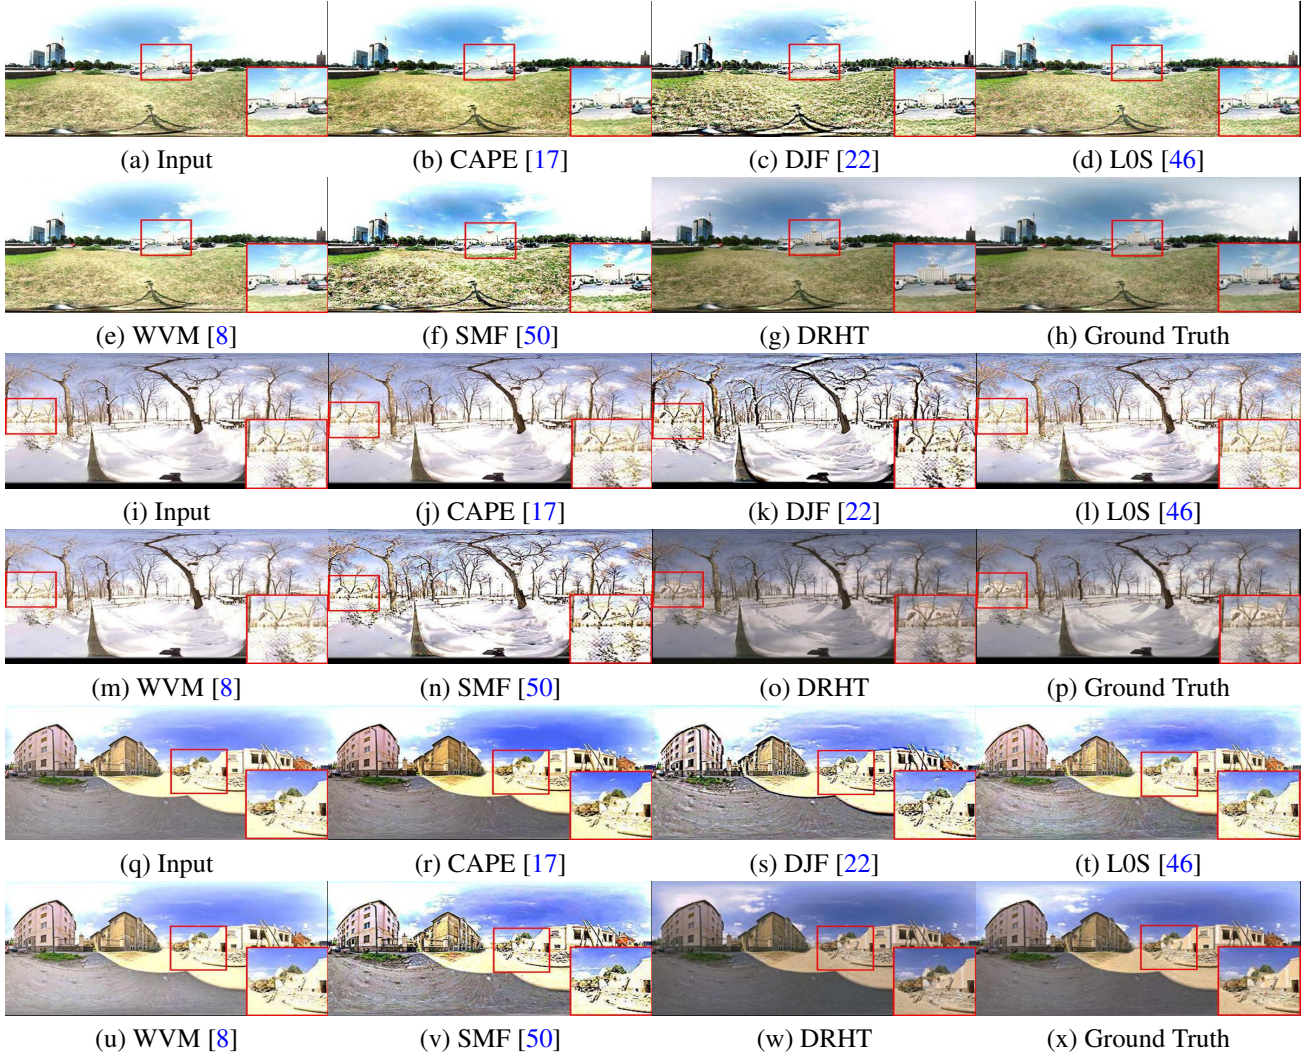 (a) Input (b) CAPE [17] (c) DJF [22] (d) L0S [46]
(e) WVM [8] (f) SMF [50] (g) DRHT (h) Ground Truth
(i) Input (j) CAPE [17] (k) DJF [22] (l) L0S [46]
(m) WVM [8] (n) SMF [50] (o) DRHT (p) Ground Truth
(q) Input (r) CAPE [17] (s) DJF [22] (t) L0S [46]
(u) WVM [8] (v) SMF [50] (w) DRHT (x) Ground Truth